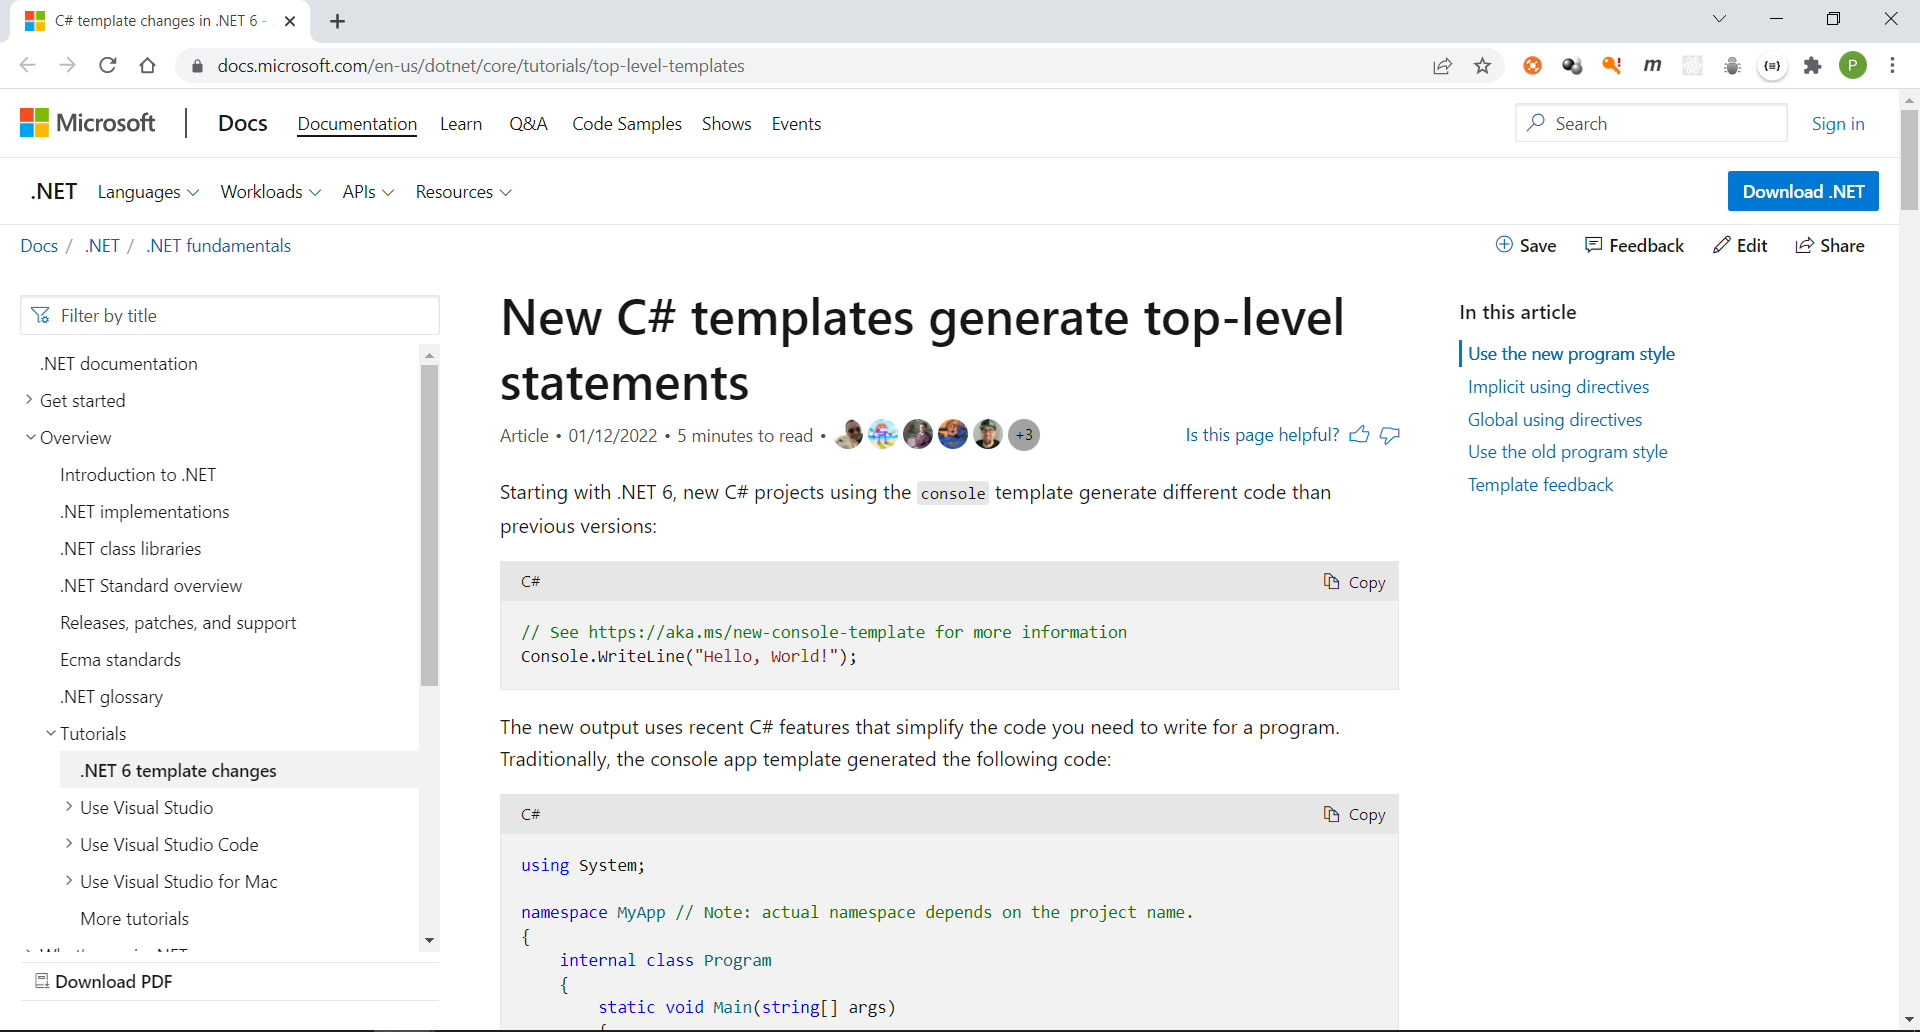 C# template changes in .NET 6 -
docs.microsoft.com/en-us/dotnet/core/tutorials/top-level-templates
P
Microsoft
Docs
Documentation
Learn
Q&A
Code Samples
Shows
Events
Search
Sign in
.NET
Languages
Workloads
APIs
Resources
Download .NET
Docs / .NET / .NET fundamentals
Save
Feedback
Edit
Share
Filter by title
.NET documentation
Get started
Overview
Introduction to .NET
.NET implementations
.NET class libraries
.NET Standard overview
Releases, patches, and support
Ecma standards
.NET glossary
Tutorials
.NET 6 template changes
Use Visual Studio
Use Visual Studio Code
Use Visual Studio for Mac
More tutorials
Download PDF
New C# templates generate top-level
statements
Article • 01/12/2022 • 5 minutes to read •
+3
Is this page helpful?
Starting with .NET 6, new C# projects using the console template generate different code than
previous versions:
C#
Copy
// See https://aka.ms/new-console-template for more information
Console.WriteLine("Hello, World!");
The new output uses recent C# features that simplify the code you need to write for a program.
Traditionally, the console app template generated the following code:
C#
Copy
using System;
namespace MyApp // Note: actual namespace depends on the project name.
{
internal class Program
{
static void Main(string[] args)
In this article
Use the new program style
Implicit using directives
Global using directives
Use the old program style
Template feedback